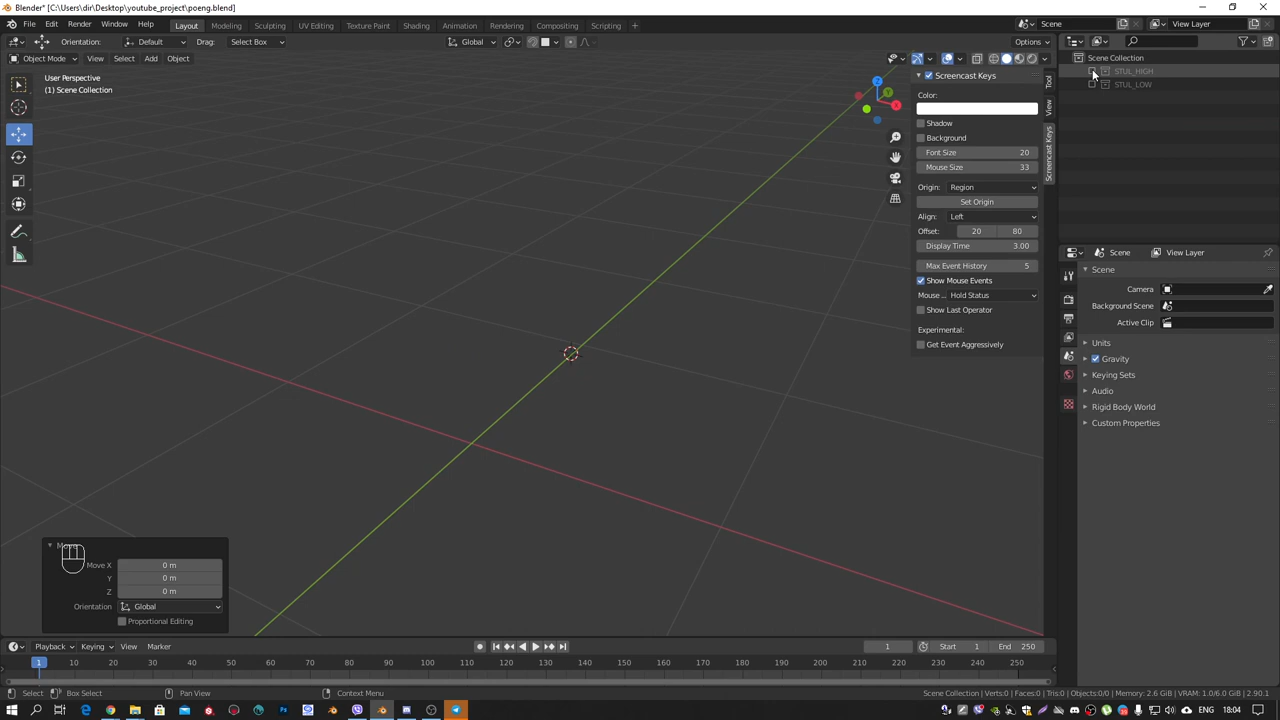 Blender* [C:\Users\dir\Desktop\youtube_project\poeng.blend]
File Edit Render Window Help Layout Modeling Sculpting UV Editing Texture Paint Shading Animation Rendering Compositing Scripting + Scene View Layer
Orientation: Default Drag: Select Box Global Options
Object Mode View Select Add Object
User Perspective
(1) Scene Collection
Screencast Keys
Color:
Shadow
Background
Font Size 20
Mouse Size 33
Origin: Region
Set Origin
Align: Left
Offset: 20 80
Display Time 3.00
Max Event History 5
Show Mouse Events
Mouse .. Hold Status
Show Last Operator
Experimental:
Get Event Aggressively
Tool
View
Screencast Keys
Z
Y
X
Scene Collection
STUL_HIGH
STUL_LOW
Scene View Layer
Scene
Camera
Background Scene
Active Clip
Units
Gravity
Keying Sets
Audio
Rigid Body World
Custom Properties
Move X 0 m
Y 0 m
Z 0 m
Orientation Global
Proportional Editing
Playback Keying View Marker 1 Start 1 End 250
1 10 20 30 40 50 60 70 80 90 100 110 120 130 140 150 160 170 180 190 200 210 220 230 240 250
Select Box Select Pan View Context Menu Scene Collection | Verts:0 | Faces:0 | Tris:0 | Objects:0/0 | Memory: 2.6 GiB | VRAM: 1.0/6.0 GiB | 2.90.1
ENG 18:04